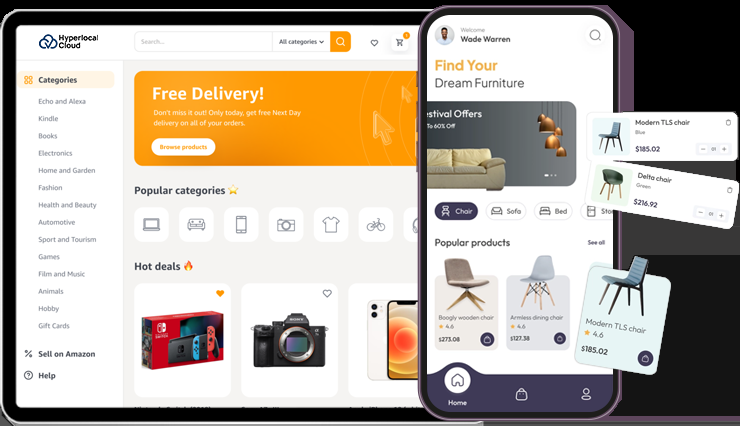 Hyperlocal
Cloud
Search...
All categories
Categories
Echo and Alexa
Kindle
Books
Electronics
Home and Garden
Fashion
Health and Beauty
Automotive
Sport and Tourism
Games
Film and Music
Animals
Hobby
Gift Cards
Sell on Amazon
Help
Free Delivery!
Don't miss it out! Only today, get free Next Day
delivery on all of your orders.
Browse products
Popular categories
Hot deals
SWITCH
SONY
Welcome
Wade Warren
Find Your
Dream Furniture
estival Offers
To 60% Off
Chair
Sofa
Bed
Sto
Popular products
See all
Boogly wooden chair
4.6
$273.08
Armless dining chair
4.6
$127.38
Modern TLS chair
4.6
$185.02
Home
Modern TLS chair
Blue
$185.02
01
Delta chair
Green
$216.92
01